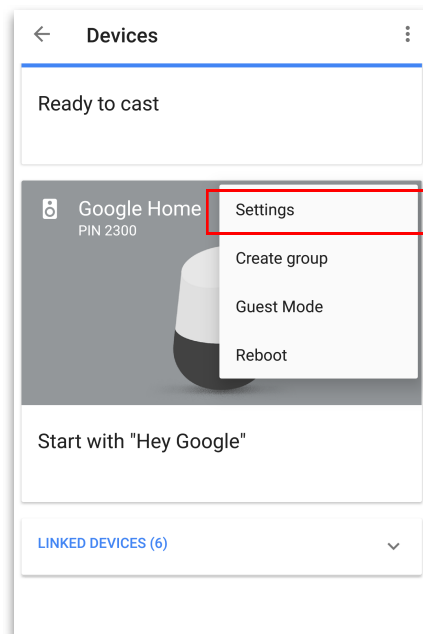 Devices
Ready to cast
Google Home
PIN 2300
Settings
Create group
Guest Mode
Reboot
Start with "Hey Google"
LINKED DEVICES (6)